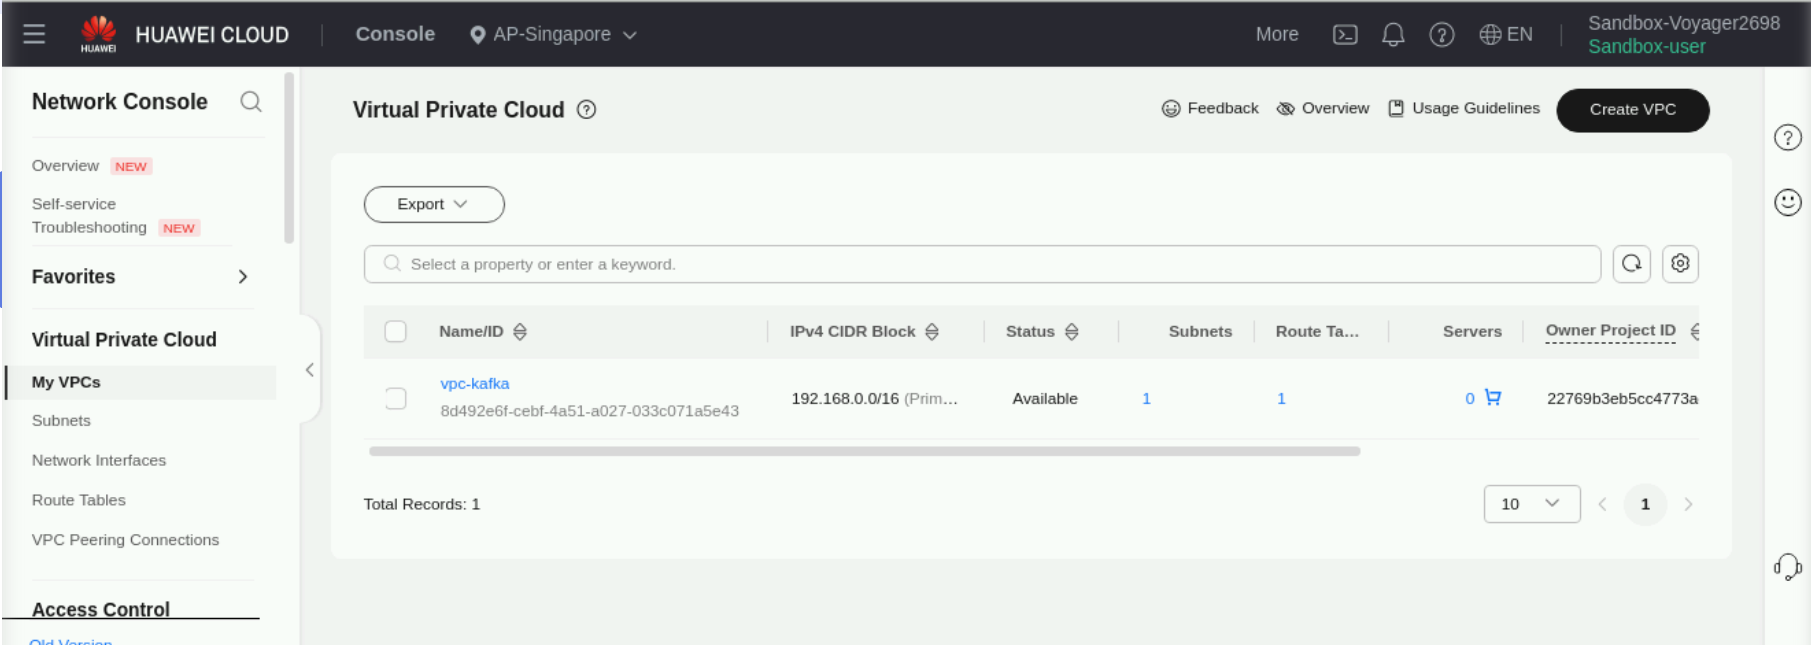 HUAWEI
HUAWEI CLOUD
Console
AP-Singapore
More
EN
Sandbox-Voyager2698
Sandbox-user
Network Console
Overview NEW
Self-service
Troubleshooting NEW
Favorites
Virtual Private Cloud
My VPCs
Subnets
Network Interfaces
Route Tables
VPC Peering Connections
Access Control
Old Version
Virtual Private Cloud
Feedback
Overview
Usage Guidelines
Create VPC
Export
Select a property or enter a keyword.
Name/ID IPv4 CIDR Block Status Subnets Route Ta... Servers Owner Project ID
vpc-kafka
8d492e6f-cebf-4a51-a027-033c071a5e43
192.168.0.0/16 (Prim... Available 1 1 0 22769b3eb5cc4773a
Total Records: 1
10
1